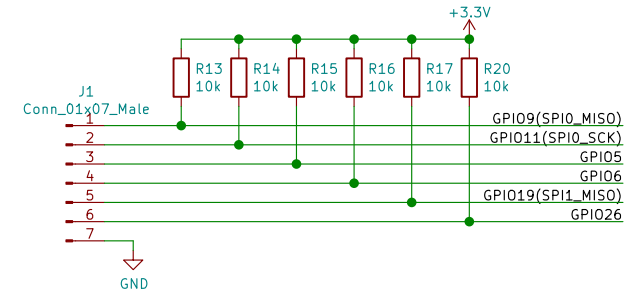 +3.3V
R13 R14 R15 R16 R17 R20
10k 10k 10k 10k 10k 10k
J1
Conn_01x07_Male
1 GPIO9(SPI0_MISO)
2 GPIO11(SPI0_SCK)
3 GPIO5
4 GPIO6
5 GPIO19(SPI1_MISO)
6 GPIO26
7
GND